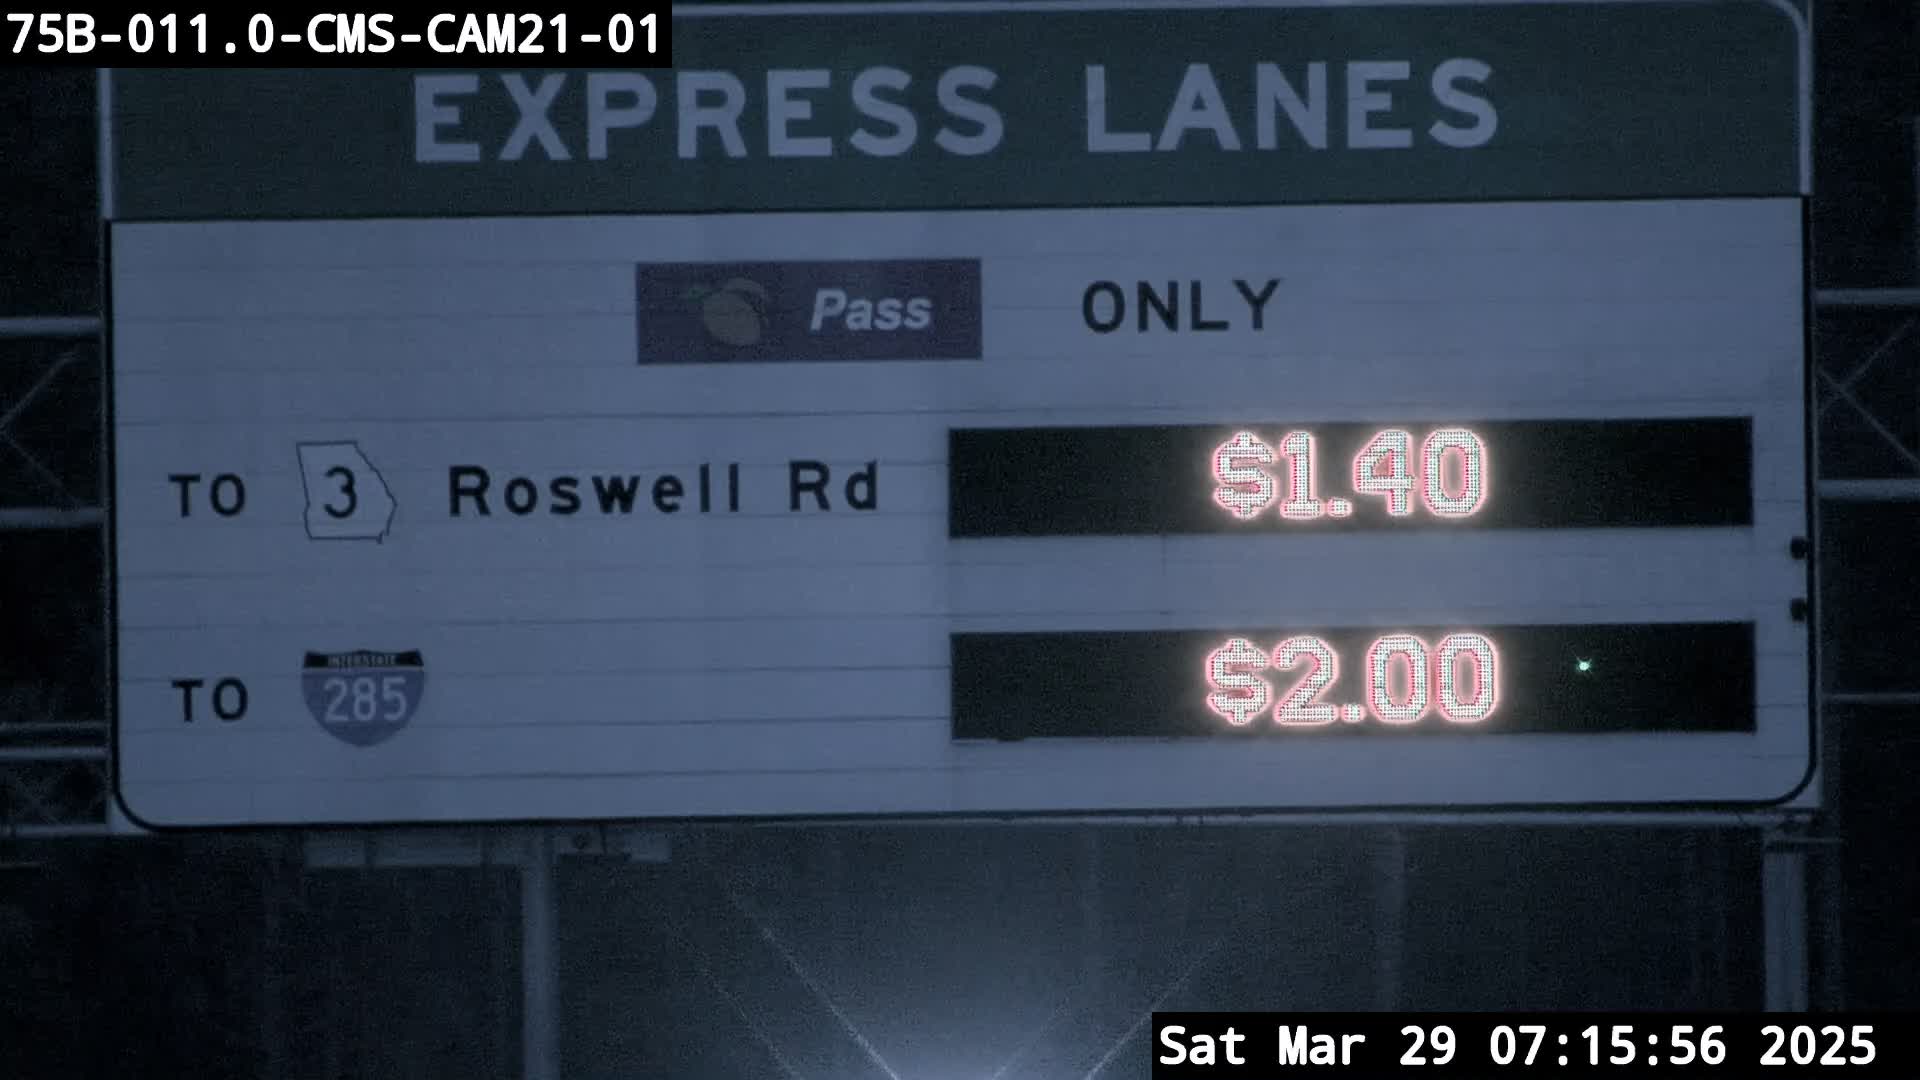 75B-011.0-CMS-CAM21-01
EXPRESS LANES
Pass ONLY
TO 3 Roswell Rd $1.40
TO INTERSTATE 285 $2.00
Sat Mar 29 07:15:56 2025